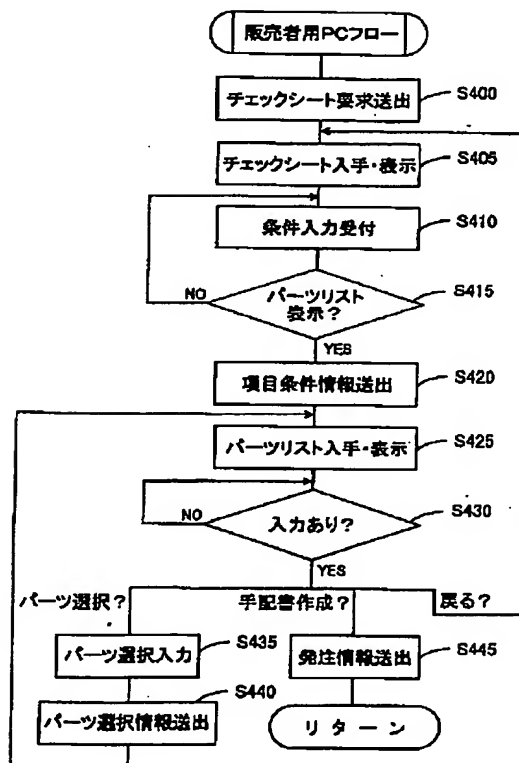 販売者用PCフロー
チェックシート要求送出
S400
チェックシート入手・表示
S405
条件入力受付
S410
パーツリスト
表示?
S415
NO
YES
項目条件情報送出
S420
パーツリスト入手・表示
S425
入力あり?
S430
NO
YES
パーツ選択?
手配書作成?
戻る?
パーツ選択入力
S435
発注情報送出
S445
パーツ選択情報送出
S440
リターン